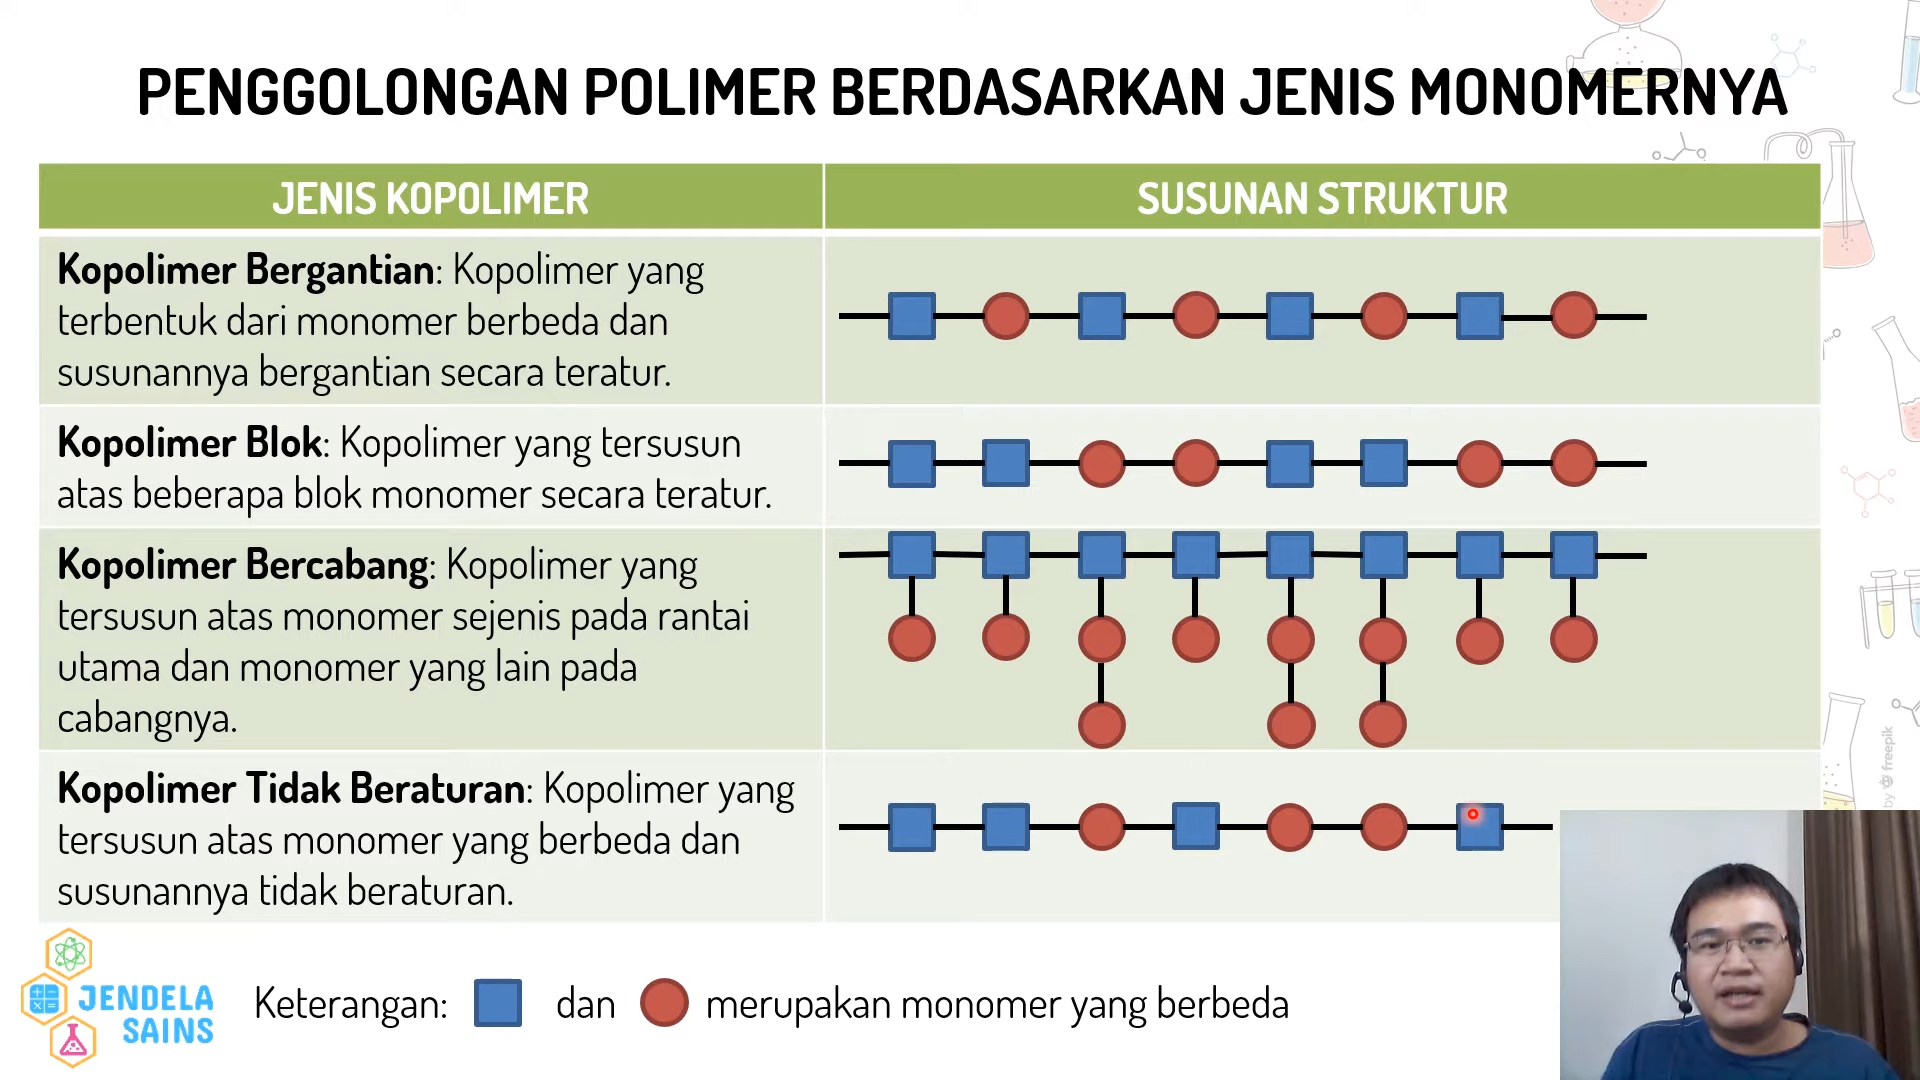 PENGGOLONGAN POLIMER BERDASARKAN JENIS MONOMERNYA
JENIS KOPOLIMER
SUSUNAN STRUKTUR
Kopolimer Bergantian: Kopolimer yang
terbentuk dari monomer berbeda dan
susunannya bergantian secara teratur.
Kopolimer Blok: Kopolimer yang tersusun
atas beberapa blok monomer secara teratur.
Kopolimer Bercabang: Kopolimer yang
tersusun atas monomer sejenis pada rantai
utama dan monomer yang lain pada
cabangnya.
Kopolimer Tidak Beraturan: Kopolimer yang
tersusun atas monomer yang berbeda dan
susunannya tidak beraturan.
JENDELA
SAINS
Keterangan: dan merupakan monomer yang berbeda
by freepik